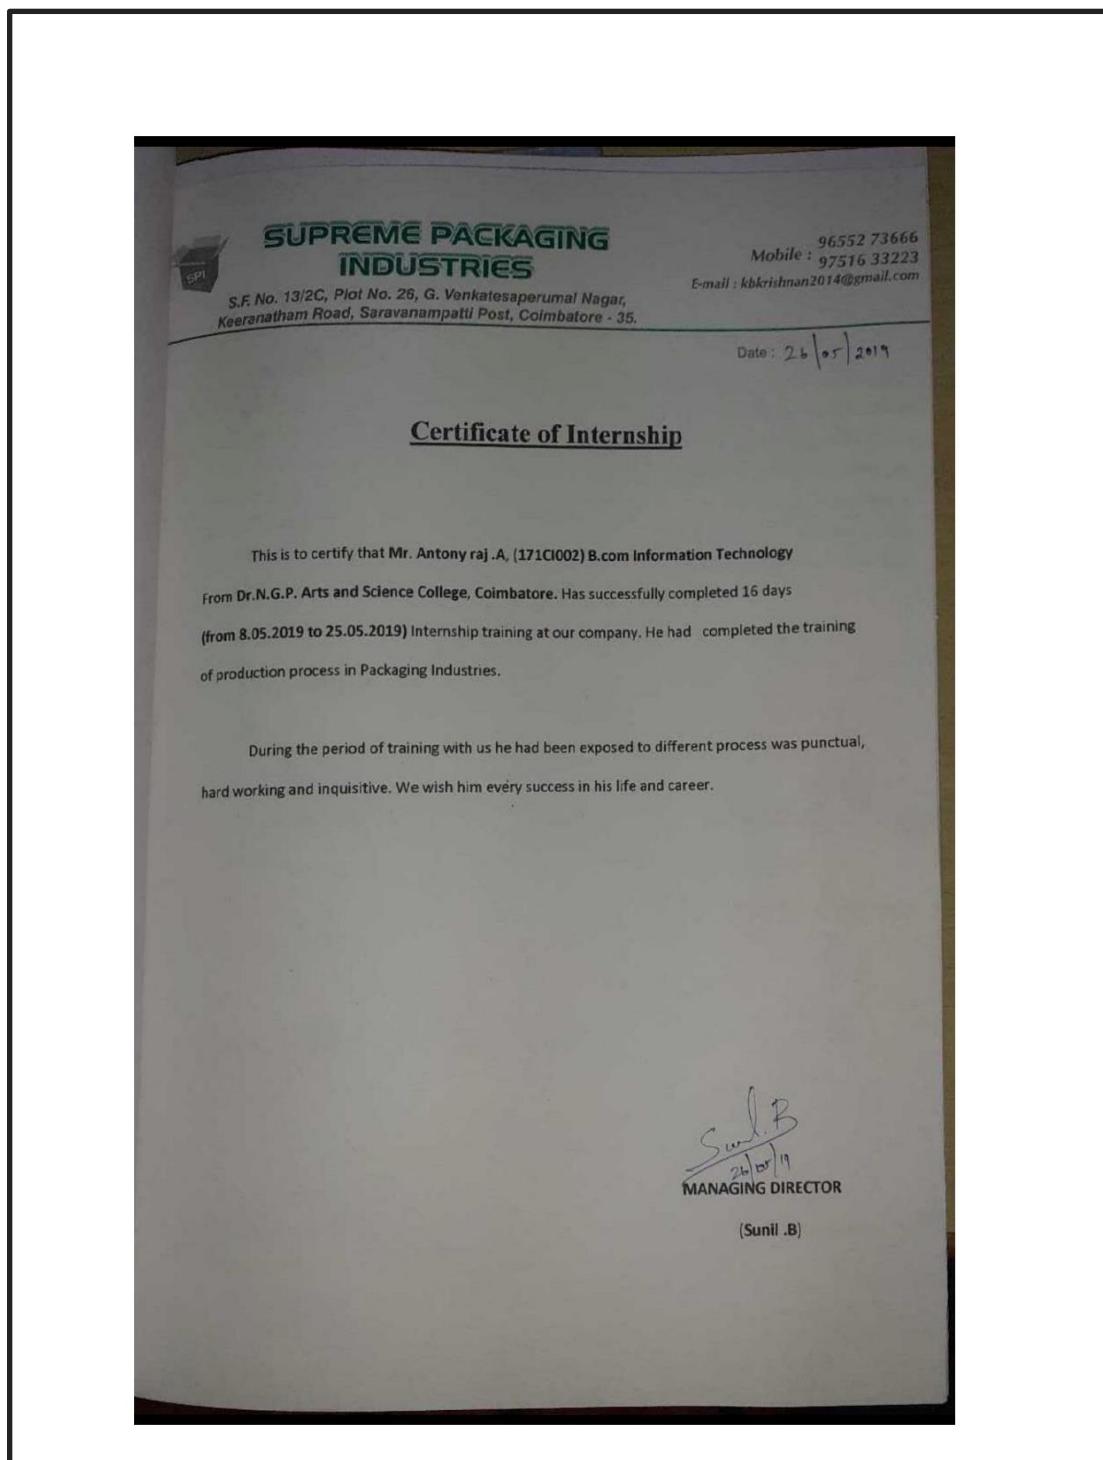 SPI
SUPREME PACKAGING
INDUSTRIES
S.F. No. 13/2C, Plot No. 26, G. Venkatesaperumal Nagar,
Keeranatham Road, Saravanampatti Post, Coimbatore - 35.
96552 73666
Mobile : 97516 33223
E-mail : kbkrishnan2014@gmail.com
Date : 26/05/2019
Certificate of Internship
This is to certify that Mr. Antony raj .A, (171CI002) B.com Information Technology
From Dr.N.G.P. Arts and Science College, Coimbatore. Has successfully completed 16 days
(from 8.05.2019 to 25.05.2019) Internship training at our company. He had completed the training
of production process in Packaging Industries.
During the period of training with us he had been exposed to different process was punctual,
hard working and inquisitive. We wish him every success in his life and career.
Sunil.B
26/05/19
MANAGING DIRECTOR
(Sunil .B)